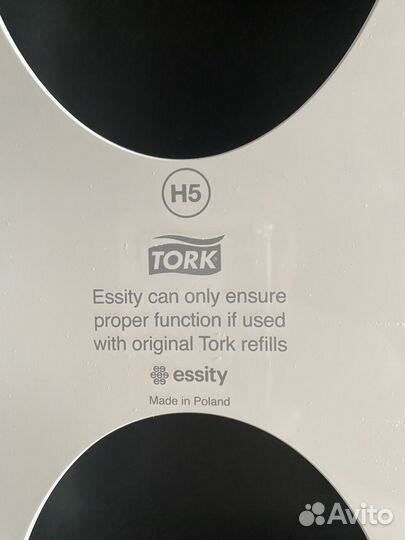 H5
TORK
Essity can only ensure
proper function if used
with original Tork refills
essity
Made in Poland
Avito